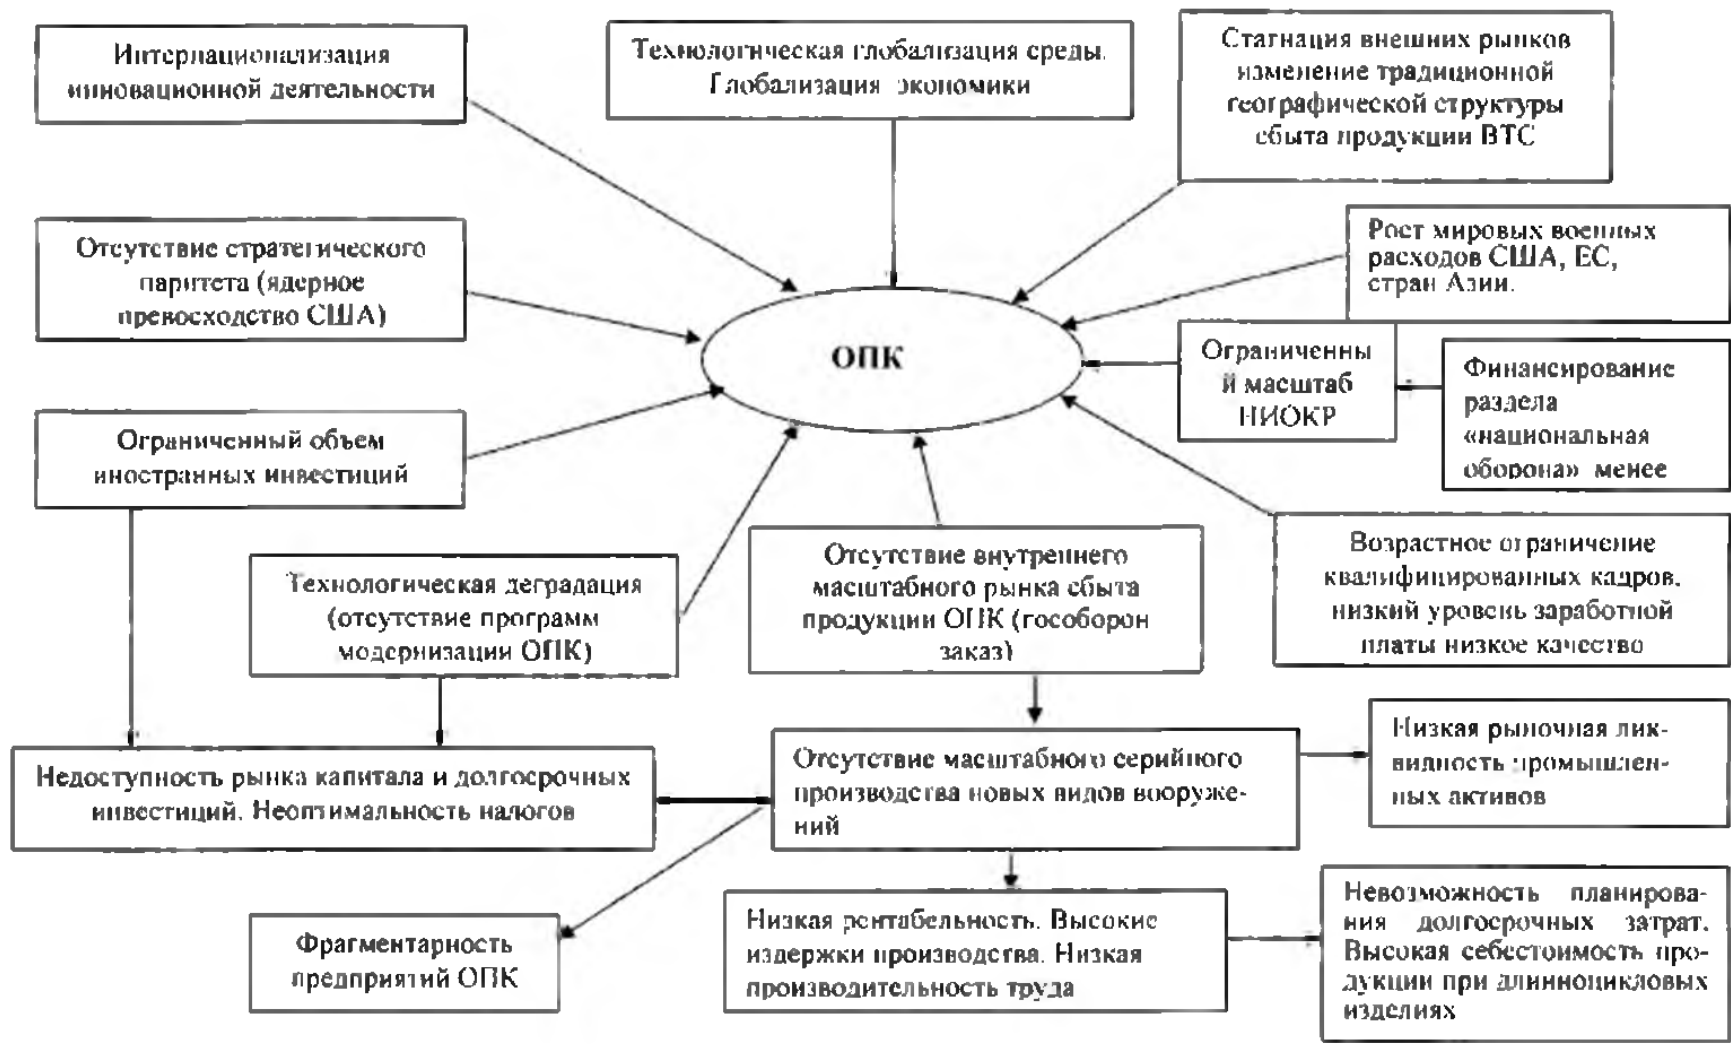 Интернационализация
инновационной деятельности
Технологическая глобализация среды.
Глобализация экономики
Стагнация внешних рынков
изменение традиционной
географической структуры
сбыта продукции ВТС
Отсутствие стратегического
паритета (ядерное
превосходство США)
Рост мировых военных
расходов США, ЕС,
стран Азии.
ОПК
Ограниченны
й масштаб
НИОКР
Финансирование
раздела
«национальная
оборона» менее
Ограниченный объем
иностранных инвестиций
Технологическая деградация
(отсутствие программ
модернизации ОПК)
Отсутствие внутреннего
масштабного рынка сбыта
продукции ОПК (гособорон
заказ)
Возрастное ограничение
квалифицированных кадров,
низкий уровень заработной
платы низкое качество
Недоступность рынка капитала и долгосрочных
инвестиций. Неоптимальность налогов
Отсутствие масштабного серийного
производства новых видов вооруже-
ний
Низкая рыночная лик-
видность промышлен-
ных активов
Фрагментарность
предприятий ОПК
Низкая рентабельность. Высокие
издержки производства. Низкая
производительность труда
Невозможность планирова-
ния долгосрочных затрат.
Высокая себестоимость про-
дукции при длинноцикловых
изделиях